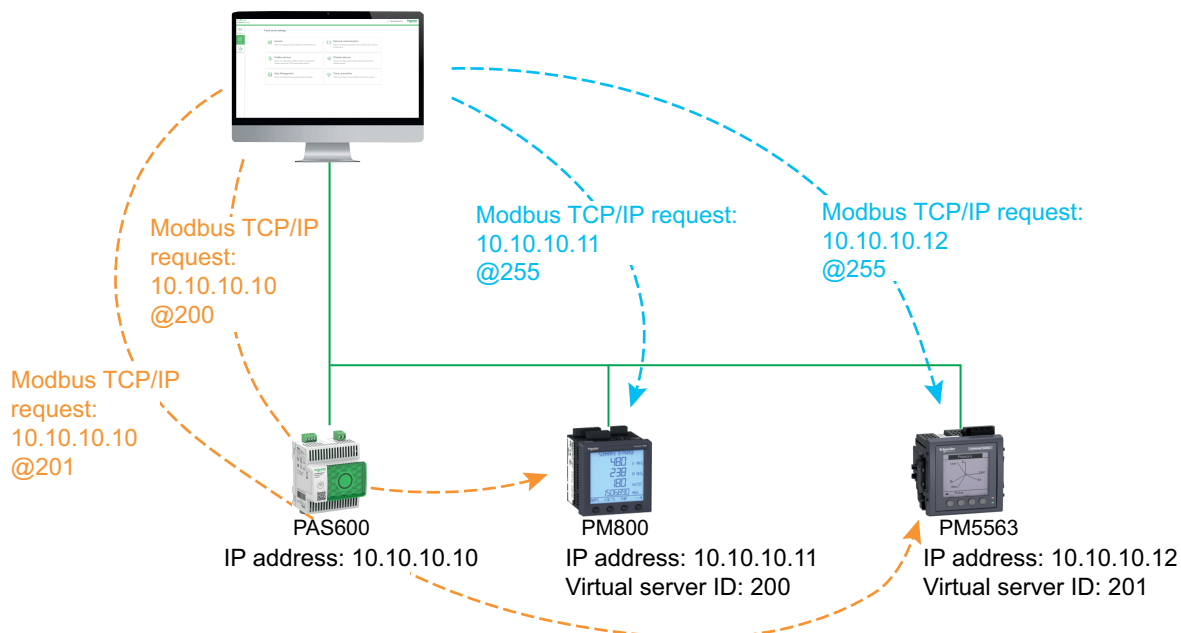 Modbus TCP/IP
request:
10.10.10.10
@200
Modbus TCP/IP request:
10.10.10.11
@255
Modbus TCP/IP request:
10.10.10.12
@255
Modbus TCP/IP
request:
10.10.10.10
@201
480
238
180
PAS600
IP address: 10.10.10.10
PM800
IP address: 10.10.10.11
Virtual server ID: 200
PM5563
IP address: 10.10.10.12
Virtual server ID: 201